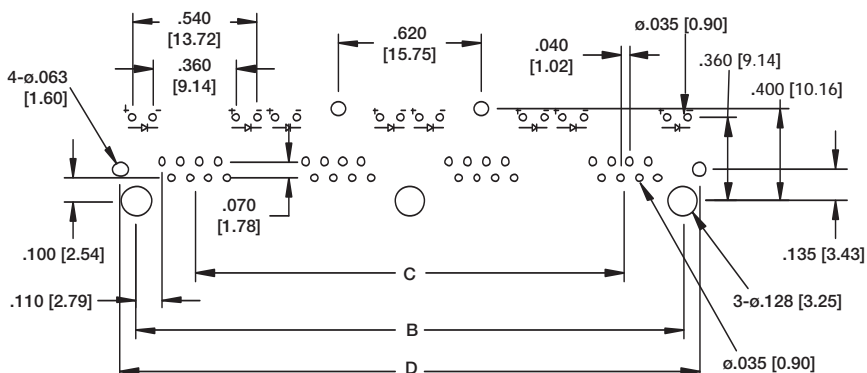 .540
[13.72]
.620
[15.75]
ø.035 [0.90]
.040
[1.02]
.360
[9.14]
.360 [9.14]
4-ø.063
[1.60]
.400 [10.16]
+ - + - + - + - + - + - + - + -
.070
[1.78]
.100 [2.54]
.135 [3.43]
C
.110 [2.79]
3-ø.128 [3.25]
B
ø.035 [0.90]
D